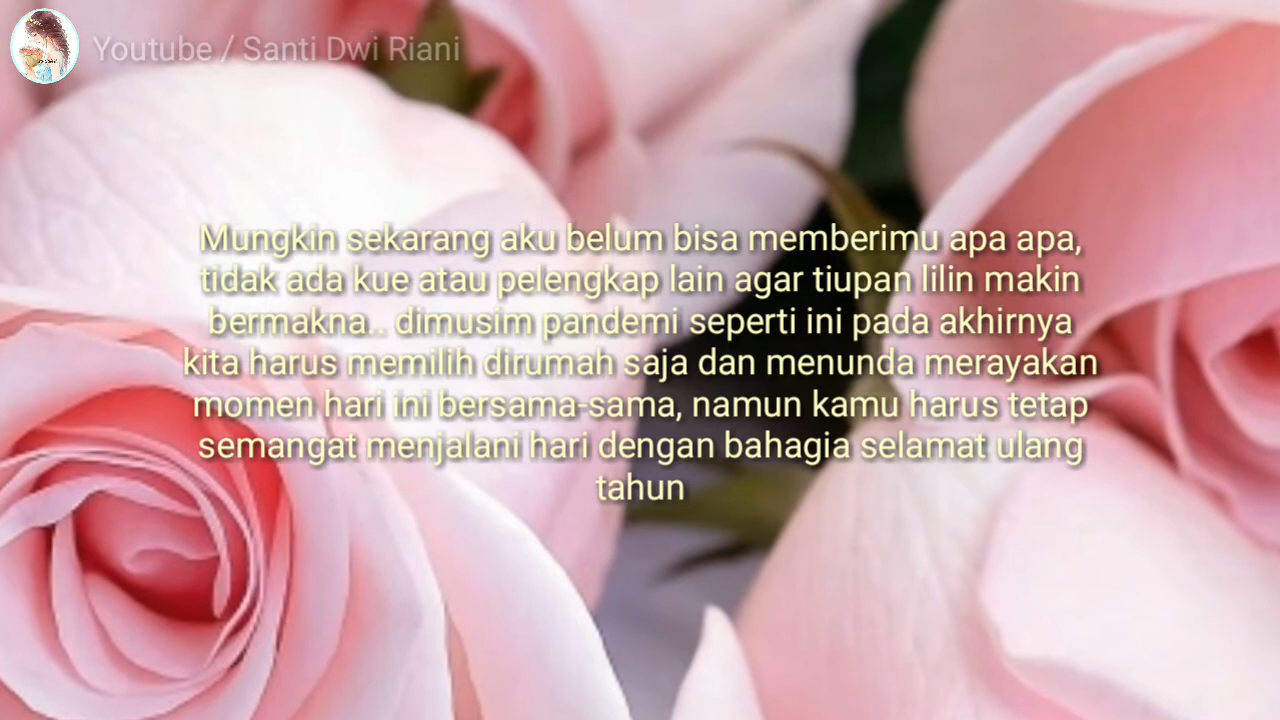 Youtube / Santi Dwi Riani
Mungkin sekarang aku belum bisa memberimu apa apa,
tidak ada kue atau pelengkap lain agar tiupan lilin makin
bermakna.. dimusim pandemi seperti ini pada akhirnya
kita harus memilih dirumah saja dan menunda merayakan
momen hari ini bersama-sama, namun kamu harus tetap
semangat menjalani hari dengan bahagia selamat ulang
tahun